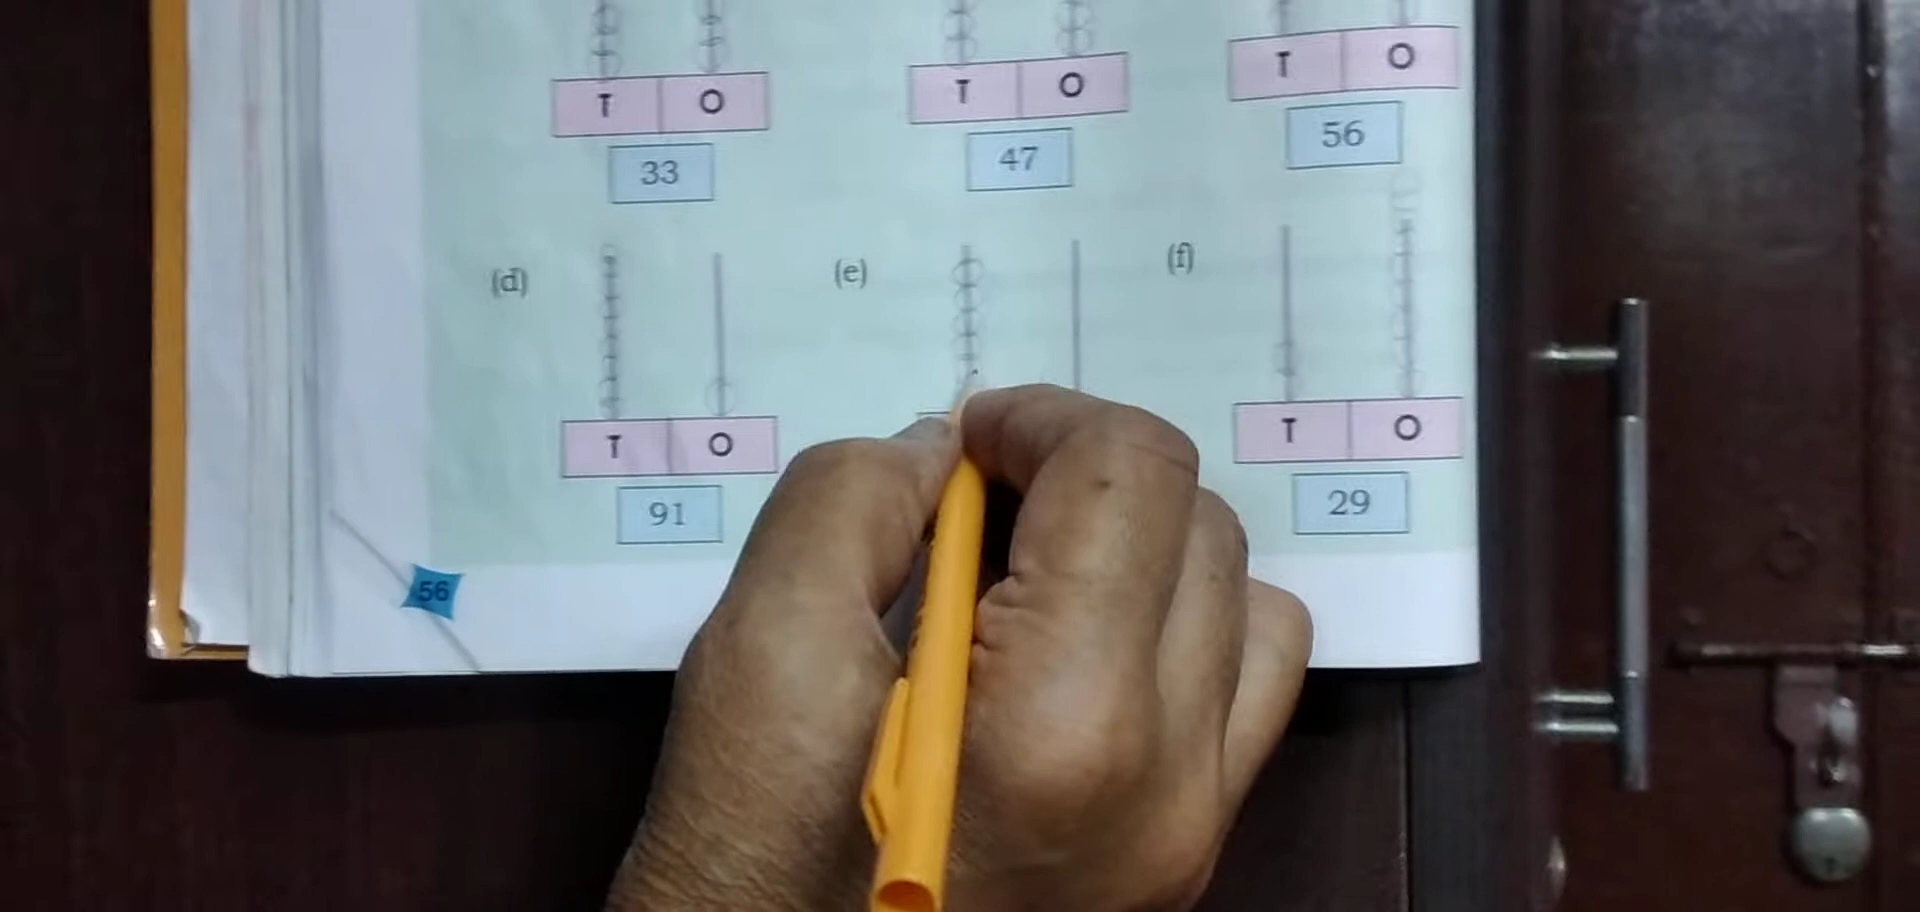 T O T O T O
33 47 56
(d) (e) (f)
T O T O
91 29
56